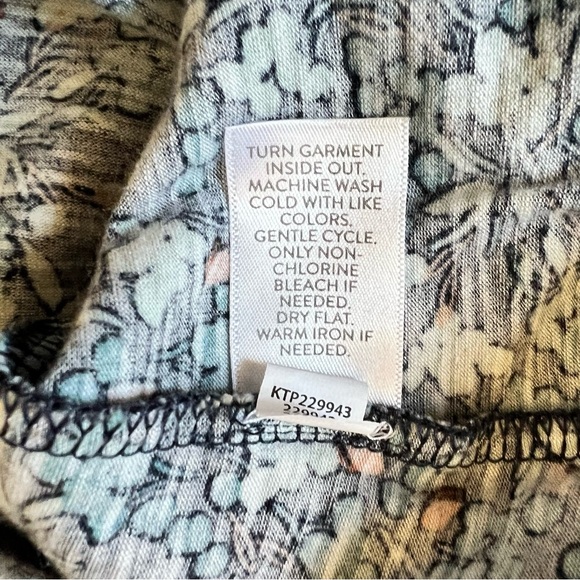 TURN GARMENT
INSIDE OUT.
MACHINE WASH
COLD WITH LIKE
COLORS.
GENTLE CYCLE.
ONLY NON-
CHLORINE
BLEACH IF
NEEDED.
DRY FLAT.
WARM IRON IF
NEEDED.
KTP229943